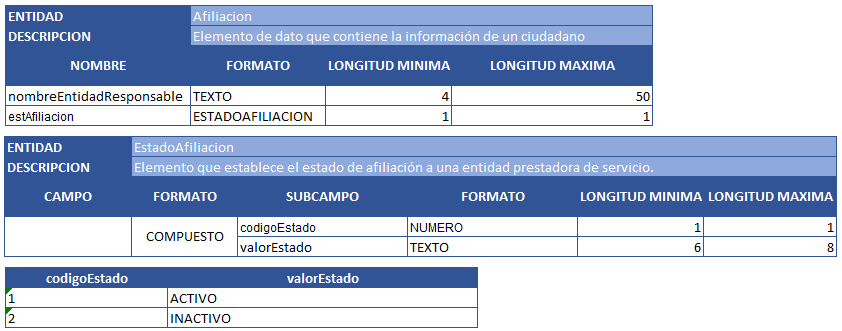 ENTIDAD Afiliacion
DESCRIPCION Elemento de dato que contiene la información de un ciudadano
NOMBRE FORMATO LONGITUD MINIMA LONGITUD MAXIMA
nombreEntidadResponsable TEXTO 4 50
estAfiliacion ESTADOAFILIACION 1 1
ENTIDAD EstadoAfiliacion
DESCRIPCION Elemento que establece el estado de afiliación a una entidad prestadora de servicio.
CAMPO FORMATO SUBCAMPO FORMATO LONGITUD MINIMA LONGITUD MAXIMA
COMPUESTO codigoEstado NUMERO 1 1
valorEstado TEXTO 6 8
codigoEstado valorEstado
1 ACTIVO
2 INACTIVO